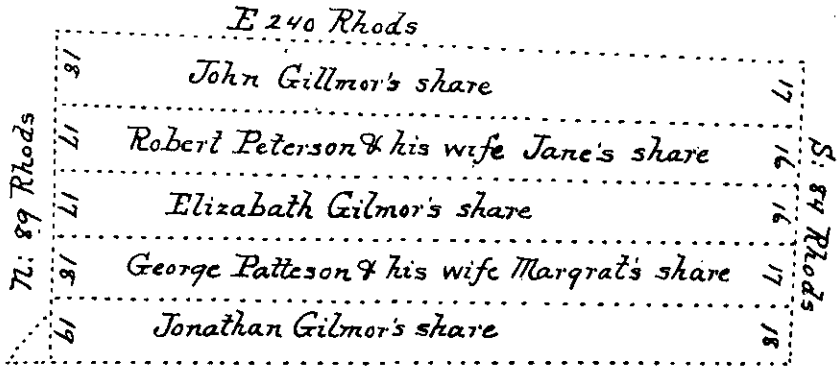 E 240 Rhods
18 John Gillmor's share 17
17 Robert Peterson & his wife Jane's share 16
17 Elizabath Gilmor's share 16
18 George Patteson & his wife Margrat's share 17
19 Jonathan Gilmor's share 18
N: 89 Rhods
S: 84 Rhods